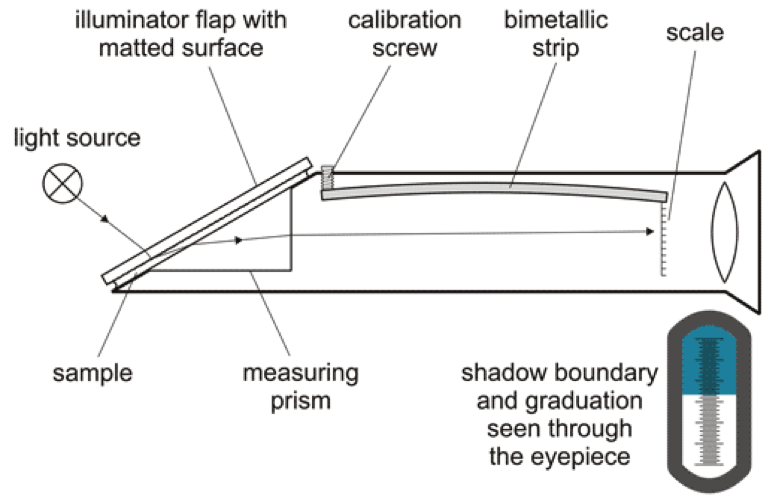 illuminator flap with
matted surface
calibration
screw
bimetallic
strip
scale
light source
sample
measuring
prism
shadow boundary
and graduation
seen through
the eyepiece